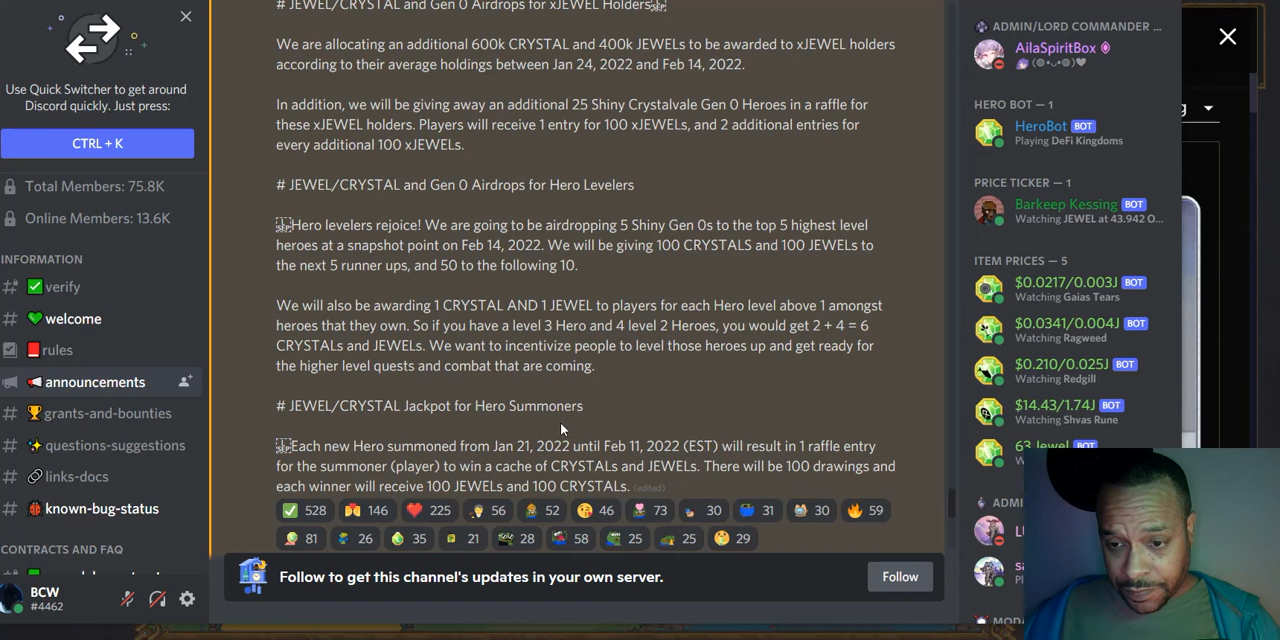 Use Quick Switcher to get around
Discord quickly. Just press:
CTRL + K
Total Members: 75.8K
Online Members: 13.6K
INFORMATION
verify
welcome
rules
announcements
grants-and-bounties
questions-suggestions
links-docs
known-bug-status
CONTRACTS AND FAQ
BCW
#4462
# JEWEL/CRYSTAL and Gen 0 Airdrops for xJEWEL Holders
We are allocating an additional 600k CRYSTAL and 400k JEWELs to be awarded to xJEWEL holders
according to their average holdings between Jan 24, 2022 and Feb 14, 2022.
In addition, we will be giving away an additional 25 Shiny Crystalvale Gen 0 Heroes in a raffle for
these xJEWEL holders. Players will receive 1 entry for 100 xJEWELs, and 2 additional entries for
every additional 100 xJEWELs.
# JEWEL/CRYSTAL and Gen 0 Airdrops for Hero Levelers
Hero levelers rejoice! We are going to be airdropping 5 Shiny Gen 0s to the top 5 highest level
heroes at a snapshot point on Feb 14, 2022. We will be giving 100 CRYSTALS and 100 JEWELs to
the next 5 runner ups, and 50 to the following 10.
We will also be awarding 1 CRYSTAL AND 1 JEWEL to players for each Hero level above 1 amongst
heroes that they own. So if you have a level 3 Hero and 4 level 2 Heroes, you would get 2 + 4 = 6
CRYSTALs and JEWELs. We want to incentivize people to level those heroes up and get ready for
the higher level quests and combat that are coming.
# JEWEL/CRYSTAL Jackpot for Hero Summoners
Each new Hero summoned from Jan 21, 2022 until Feb 11, 2022 (EST) will result in 1 raffle entry
for the summoner (player) to win a cache of CRYSTALs and JEWELs. There will be 100 drawings and
each winner will receive 100 JEWELs and 100 CRYSTALs. (edited)
528 146 225 56 52 46 73 30 31 30 59
81 26 35 21 28 58 25 25 29
Follow to get this channel's updates in your own server.
Follow
ADMIN/LORD COMMANDER ...
AilaSpiritBox
HERO BOT — 1
HeroBot BOT
Playing DeFi Kingdoms
PRICE TICKER — 1
Barkeep Kessing BOT
Watching JEWEL at 43.942 O...
ITEM PRICES — 5
$0.0217/0.003J BOT
Watching Gaias Tears
$0.0341/0.004J BOT
Watching Ragweed
$0.210/0.025J BOT
Watching Redgill
$14.43/1.74J BOT
Watching Shvas Rune
63 Jewel BOT
g